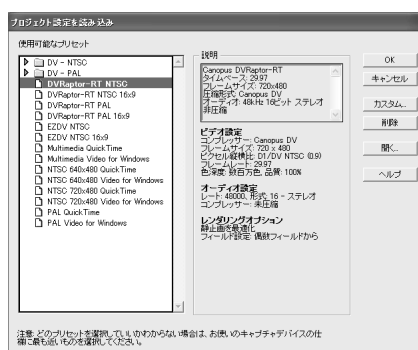 プロジェクト設定を読み込み
使用可能なプリセット
DV - NTSC
DV - PAL
DVRaptor-RT NTSC
DVRaptor-RT NTSC 16x9
DVRaptor-RT PAL
DVRaptor-RT PAL 16x9
EZDV NTSC
EZDV NTSC 16x9
Multimedia QuickTime
Multimedia Video for Windows
NTSC 640x480 QuickTime
NTSC 640x480 Video for Windows
NTSC 720x480 QuickTime
NTSC 720x480 Video for Windows
PAL QuickTime
PAL Video for Windows
説明
Canopus DVRaptor-RT
タイムベース: 29.97
フレームサイズ: 720x480
圧縮形式: Canopus DV
オーディオ: 48kHz 16ビット ステレオ
非圧縮
ビデオ設定
コンプレッサー: Canopus DV
フレームサイズ: 720 x 480
ピクセル縦横比: D1/DV NTSC (0.9)
フレームレート: 29.97
色深度: 数百万色, 品質: 100%
オーディオ設定
レート: 48000, 形式: 16 - ステレオ
コンプレッサー: 未圧縮
レンダリングオプション
静止画を最適化
フィールド設定: 偶数フィールドから
OK
キャンセル
カスタム...
削除
開く...
ヘルプ
注意: どのプリセットを選択していいかわからない場合は、お使いのキャプチャデバイスの仕
様に最も近いものを選択してください。